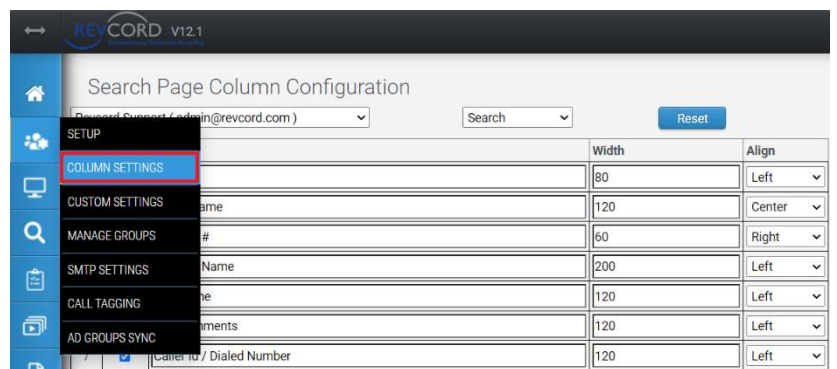 REVCORD V12.1
Search Page Column Configuration
Revcord Support ( admin@revcord.com ) Search Reset
SETUP
Width Align
COLUMN SETTINGS
80 Left
CUSTOM SETTINGS
ame 120 Center
MANAGE GROUPS
# 60 Right
SMTP SETTINGS
Name 200 Left
CALL TAGGING
ne 120 Left
mments 120 Left
AD GROUPS SYNC
7 Caller Id / Dialed Number 120 Left